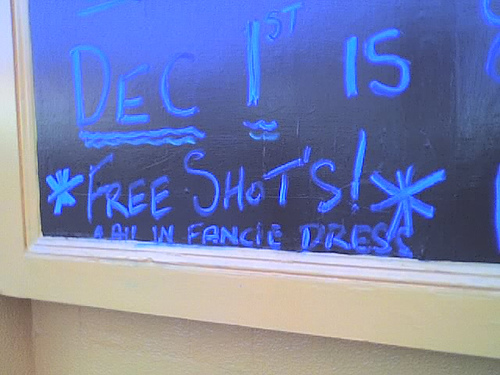 DEC 1ST IS
*FREE SHOT'S!*
ALL IN FANCIE DRESS